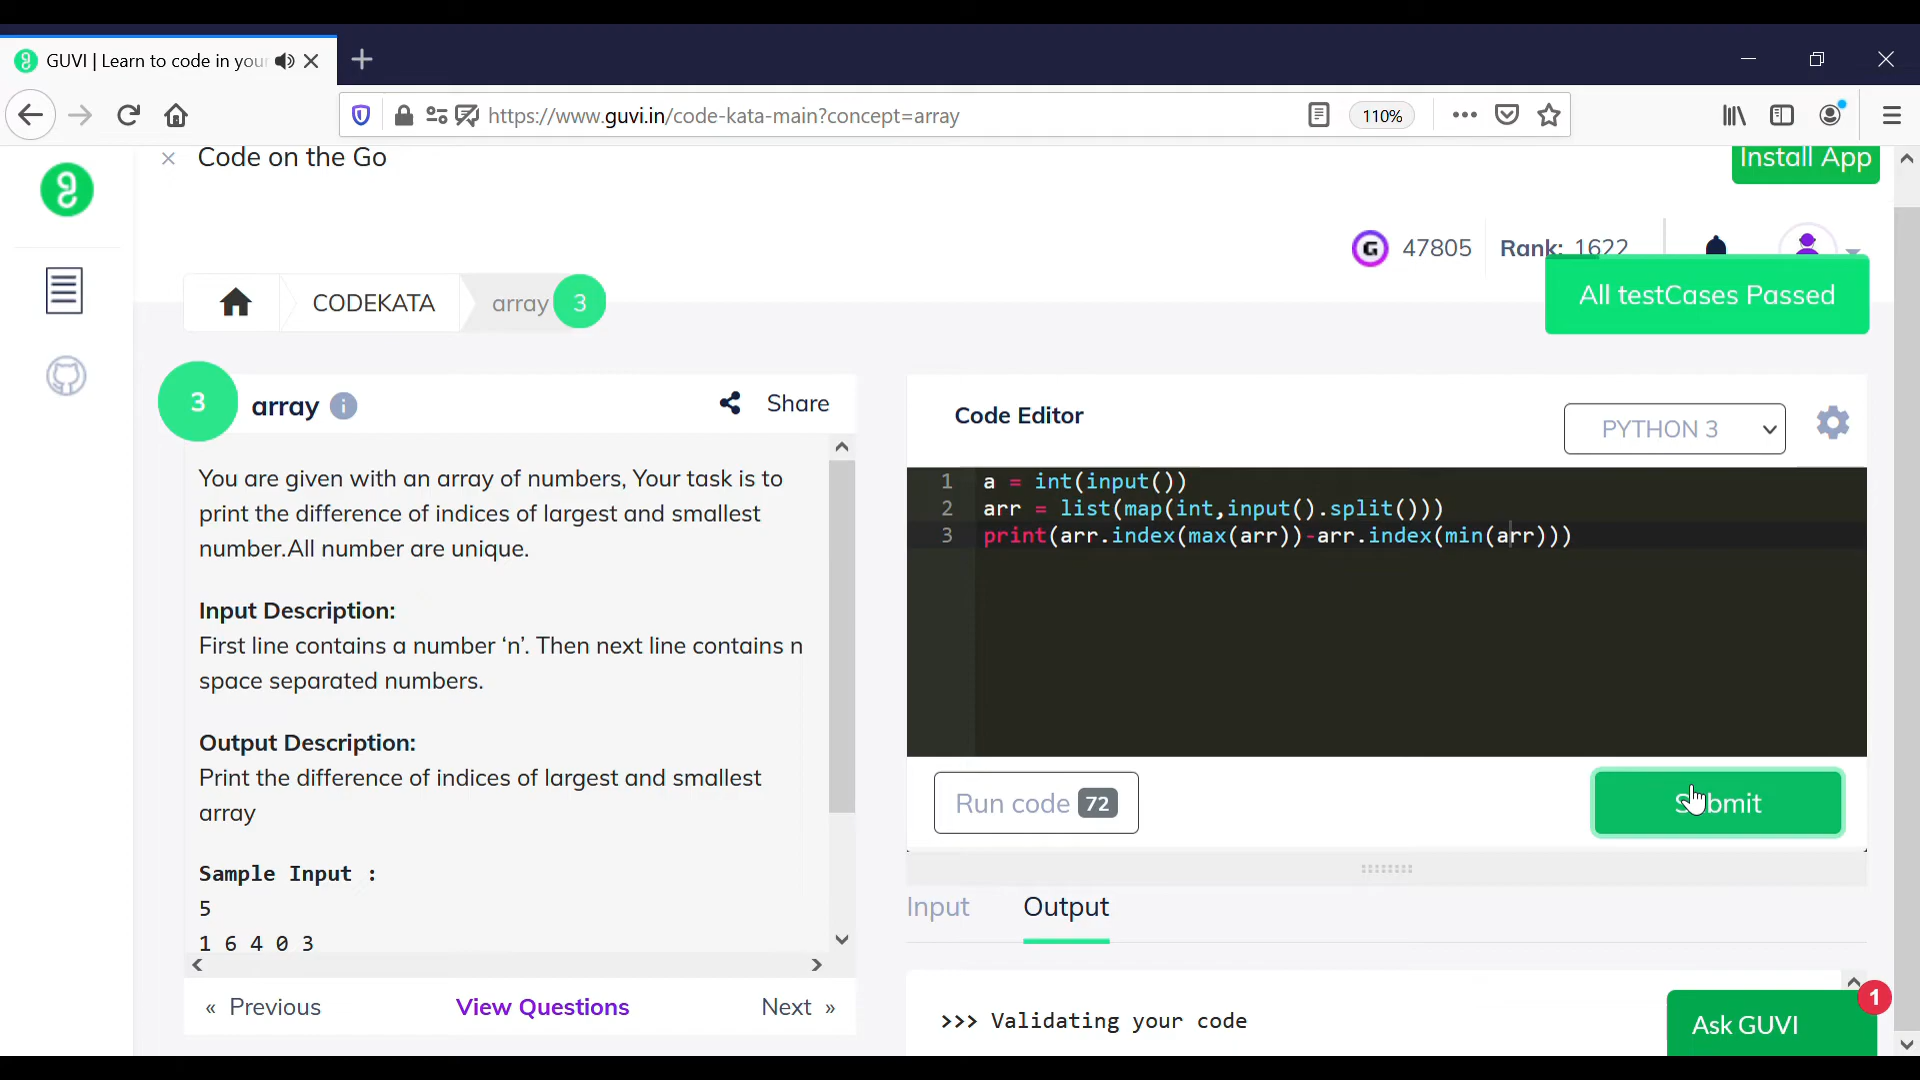 GUVI | Learn to code in you
https://www.guvi.in/code-kata-main?concept=array
110%
Code on the Go
Install App
47805
Rank: 1622
All testCases Passed
CODEKATA
array 3
3 array
Share
You are given with an array of numbers, Your task is to
print the difference of indices of largest and smallest
number.All number are unique.
Input Description:
First line contains a number ‘n’. Then next line contains n
space separated numbers.
Output Description:
Print the difference of indices of largest and smallest
array
Sample Input :
5
1 6 4 0 3
« Previous
View Questions
Next »
Code Editor
PYTHON 3
1 a = int(input())
2 arr = list(map(int,input().split()))
3 print(arr.index(max(arr))-arr.index(min(arr)))
Run code 72
Submit
Input
Output
>>> Validating your code
Ask GUVI
1